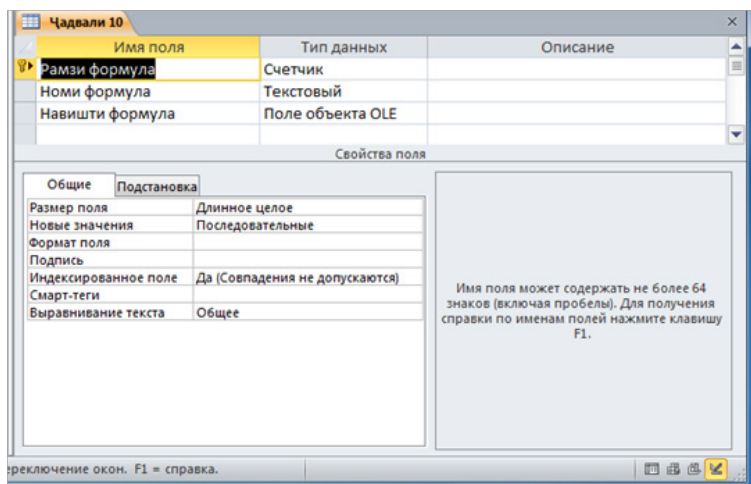 Ҷадвали 10
Имя поля Тип данных Описание
Рамзи формула Счетчик
Номи формула Текстовый
Навишти формула Поле объекта OLE
Свойства поля
Общие Подстановка
Размер поля Длинное целое
Новые значения Последовательные
Формат поля
Подпись
Индексированное поле Да (Совпадения не допускаются)
Смарт-теги
Выравнивание текста Общее
Имя поля может содержать не более 64
знаков (включая пробелы). Для получения
справки по именам полей нажмите клавишу
F1.
переключение окон. F1 = справка.